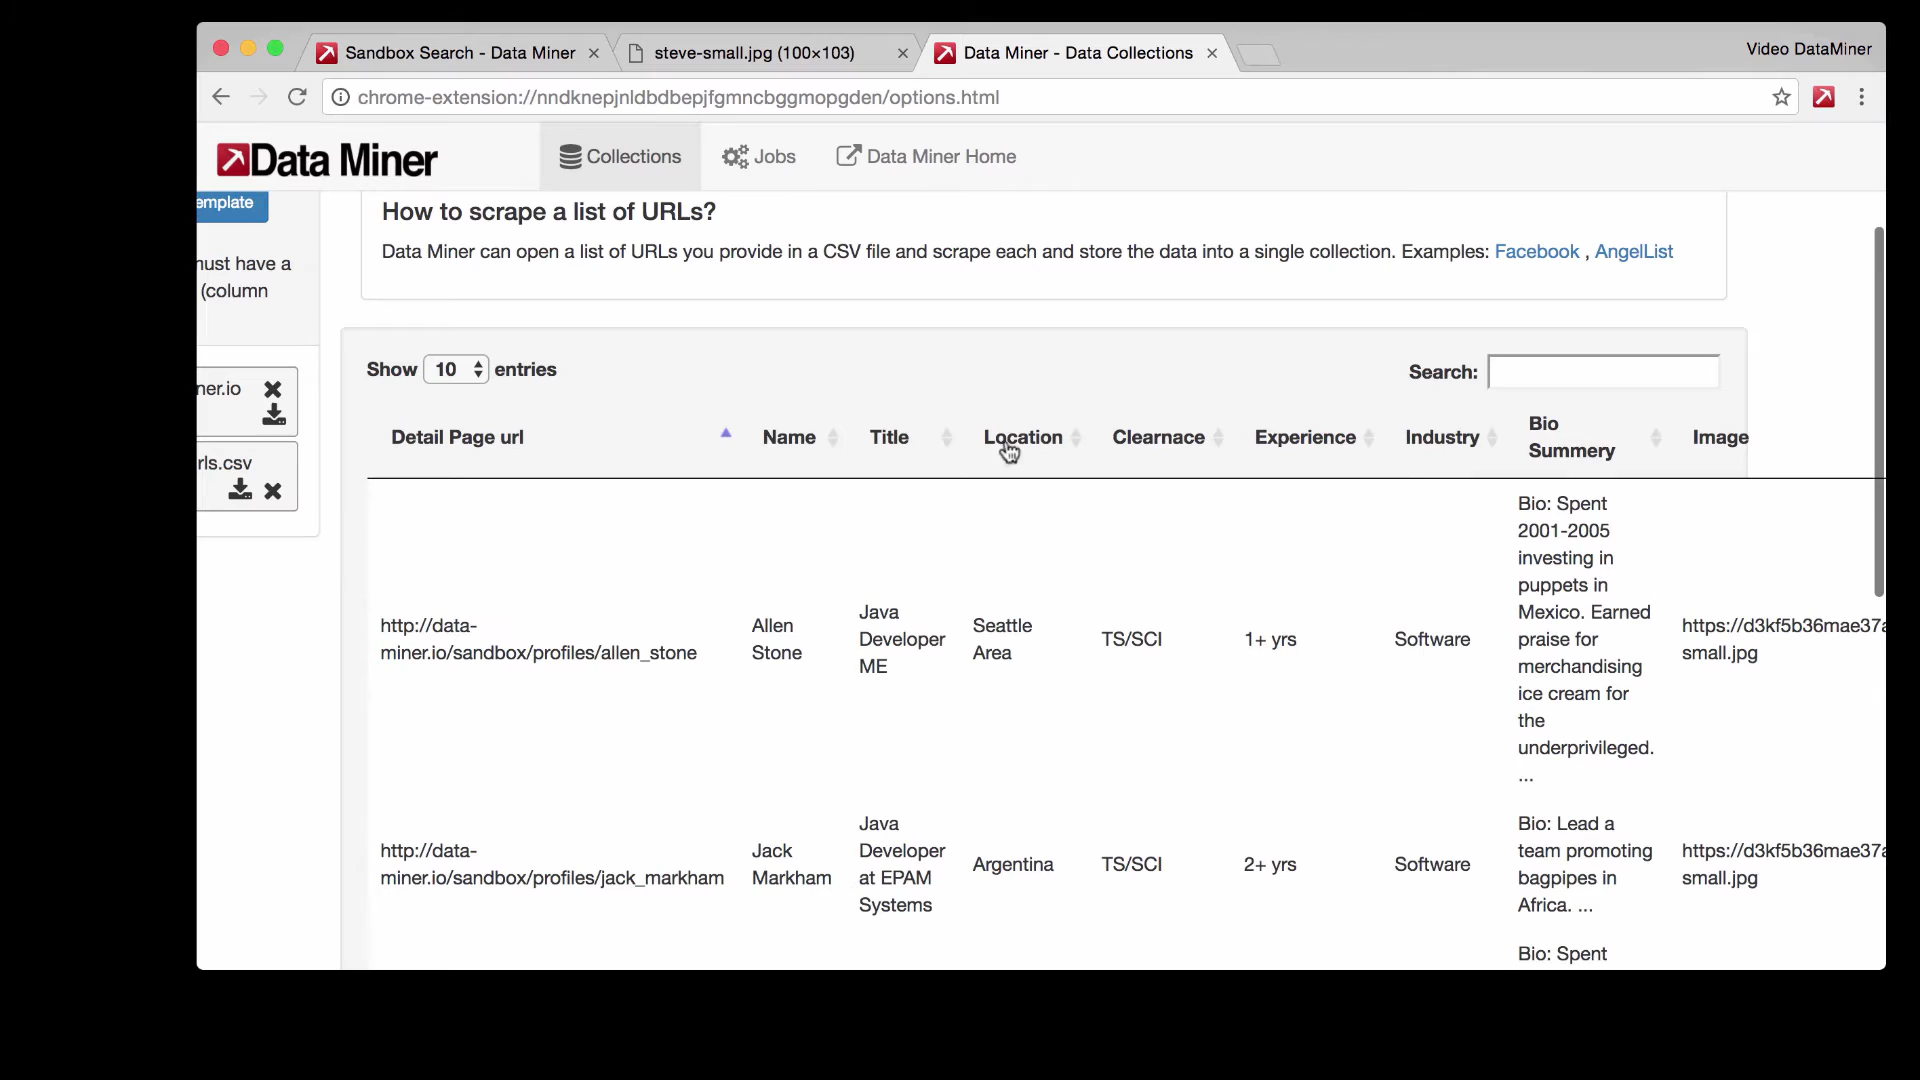 Sandbox Search - Data Miner
steve-small.jpg (100×103)
Data Miner - Data Collections
Video DataMiner
chrome-extension://nndknepjnldbdbepjfgmncbggmopgden/options.html
Data Miner
Collections
Jobs
Data Miner Home
emplate
How to scrape a list of URLs?
Data Miner can open a list of URLs you provide in a CSV file and scrape each and store the data into a single collection. Examples: Facebook , AngelList
nust have a
(column
ner.io
rls.csv
Show 10 entries
Search:
Detail Page url
Name
Title
Location
Clearnace
Experience
Industry
Bio
Summery
Image
http://data-
miner.io/sandbox/profiles/allen_stone
Allen
Stone
Java
Developer
ME
Seattle
Area
TS/SCI
1+ yrs
Software
Bio: Spent
2001-2005
investing in
puppets in
Mexico. Earned
praise for
merchandising
ice cream for
the
underprivileged.
...
https://d3kf5b36mae37a
small.jpg
http://data-
miner.io/sandbox/profiles/jack_markham
Jack
Markham
Java
Developer
at EPAM
Systems
Argentina
TS/SCI
2+ yrs
Software
Bio: Lead a
team promoting
bagpipes in
Africa. ...
https://d3kf5b36mae37a
small.jpg
Bio: Spent